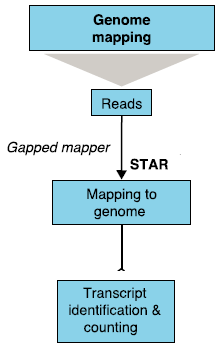 Genome
mapping
Reads
Gapped mapper
STAR
Mapping to
genome
Transcript
identification &
counting